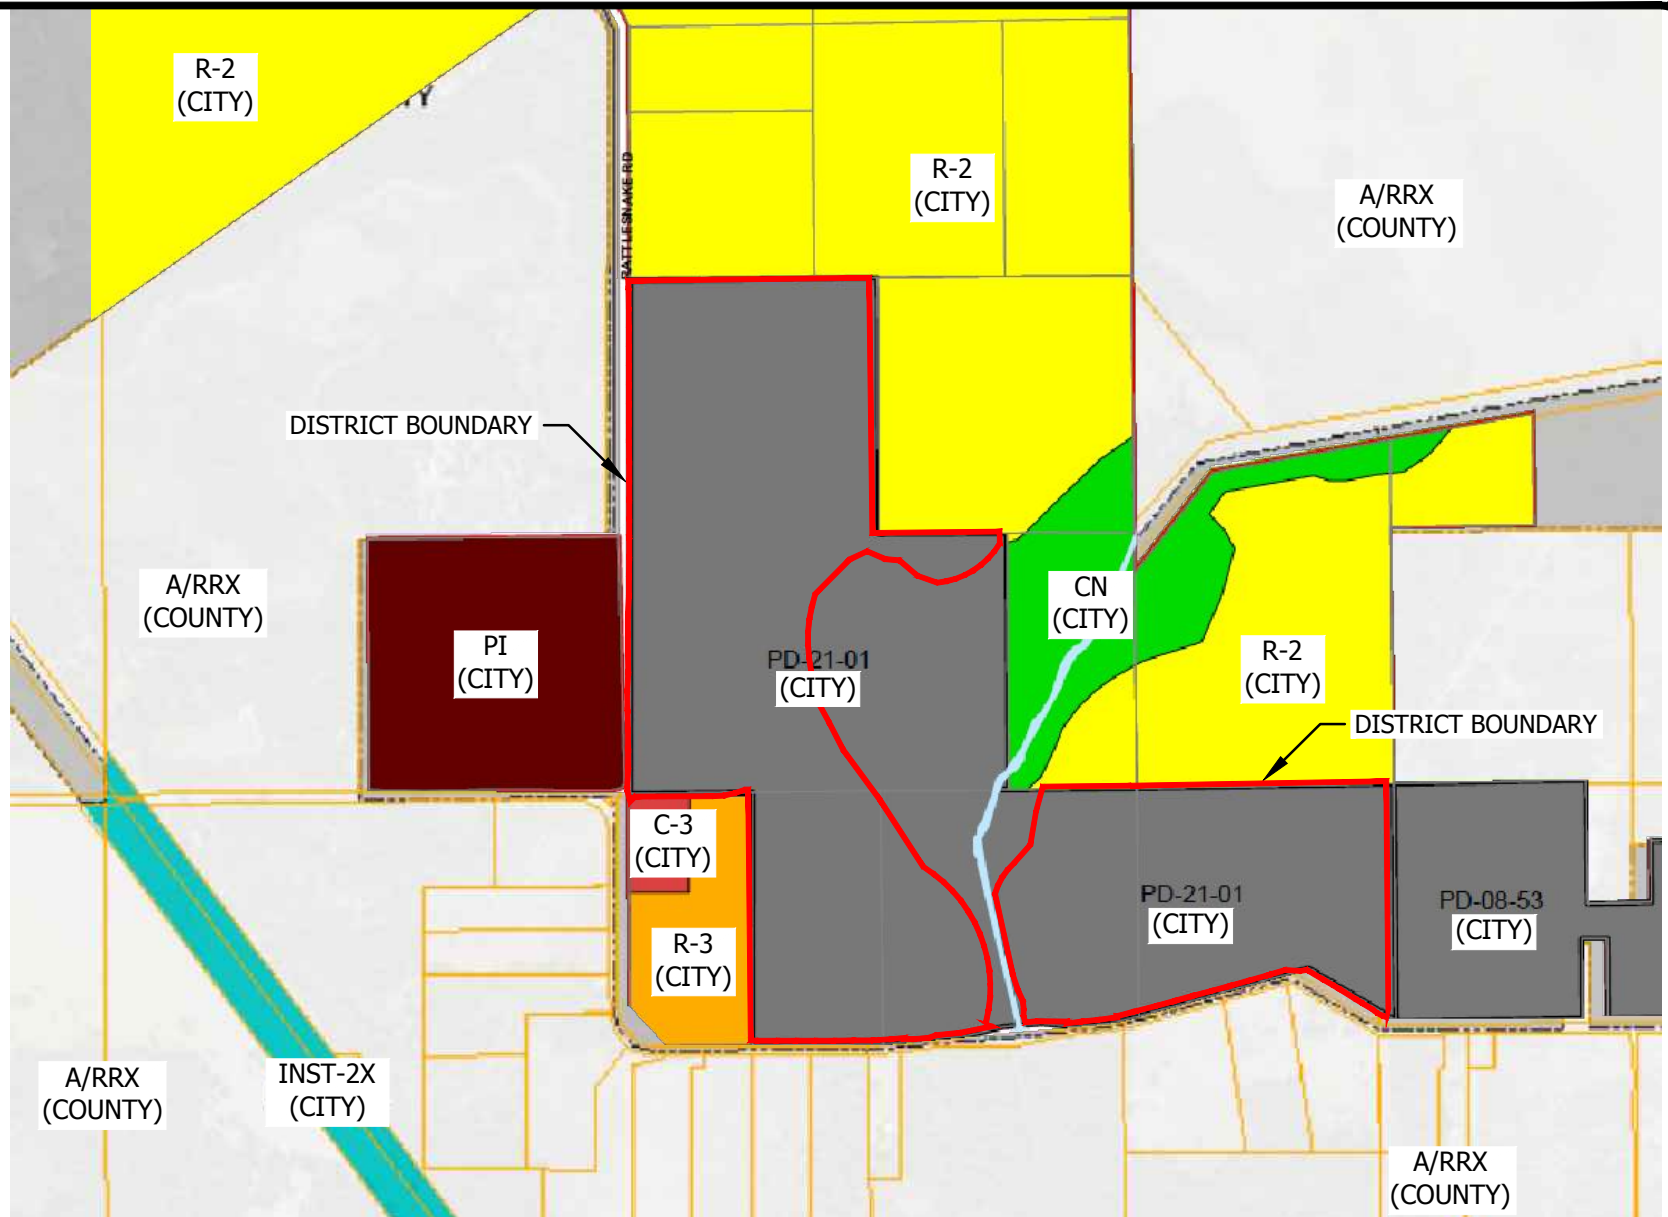 R-2
(CITY)
Y
RATTLESNAKE RD
R-2
(CITY)
A/RRX
(COUNTY)
DISTRICT BOUNDARY
A/RRX
(COUNTY)
PI
(CITY)
CN
(CITY)
PD-21-01
(CITY)
R-2
(CITY)
DISTRICT BOUNDARY
C-3
(CITY)
R-3
(CITY)
PD-21-01
(CITY)
PD-08-53
(CITY)
A/RRX
(COUNTY)
INST-2X
(CITY)
A/RRX
(COUNTY)